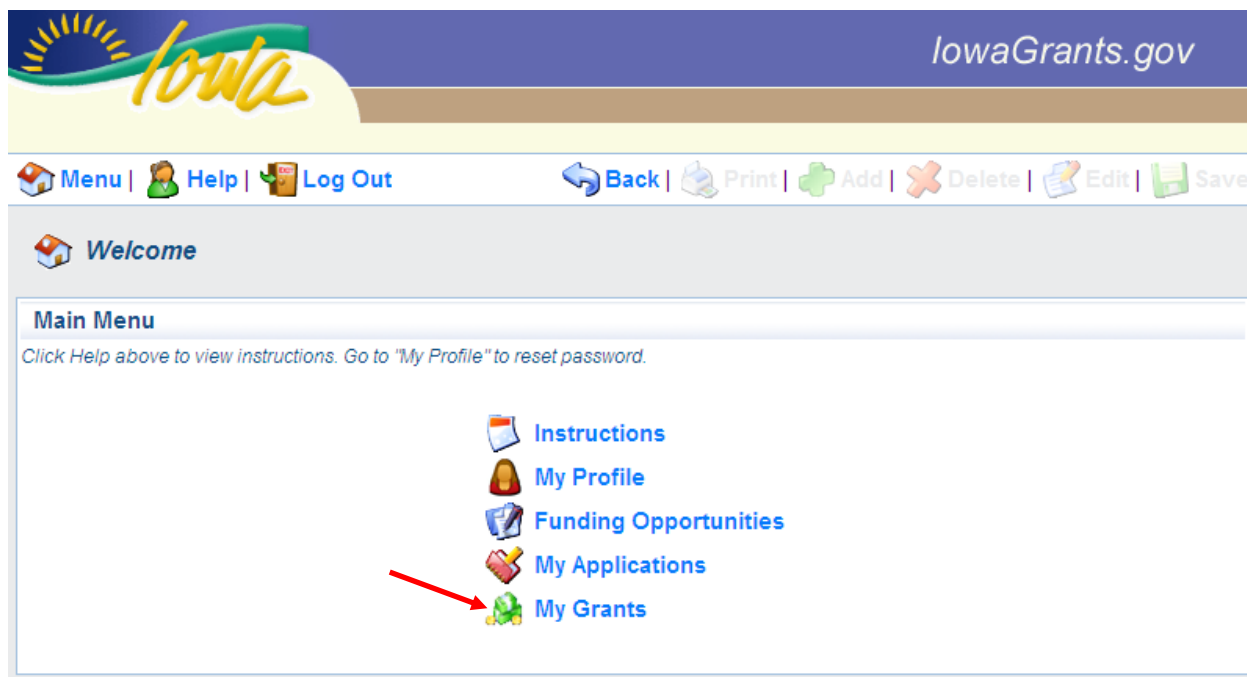 Iowa
IowaGrants.gov
Menu | Help | Log Out Back | Print | Add | Delete | Edit | Save
Welcome
Main Menu
Click Help above to view instructions. Go to "My Profile" to reset password.
Instructions
My Profile
Funding Opportunities
My Applications
My Grants